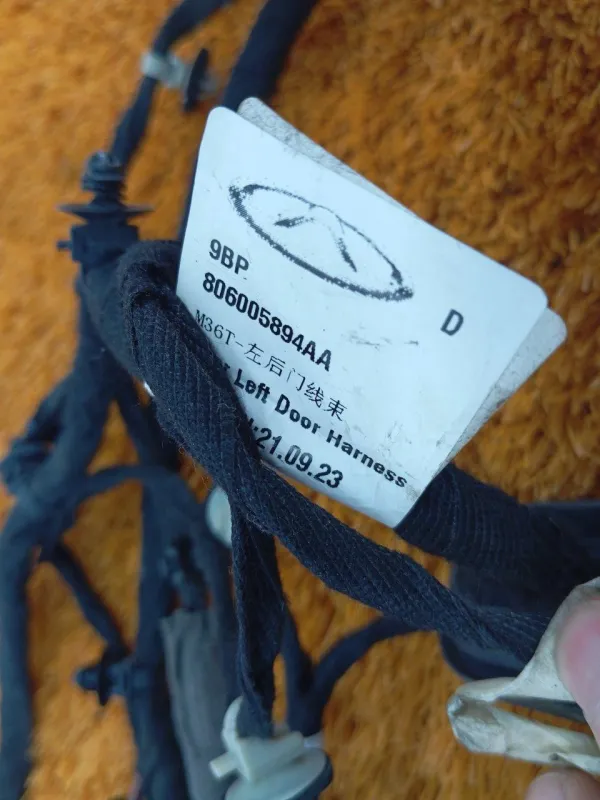 9BP
D
806005894AA
M36T-左后门线束
Left Door Harness
:21.09.23